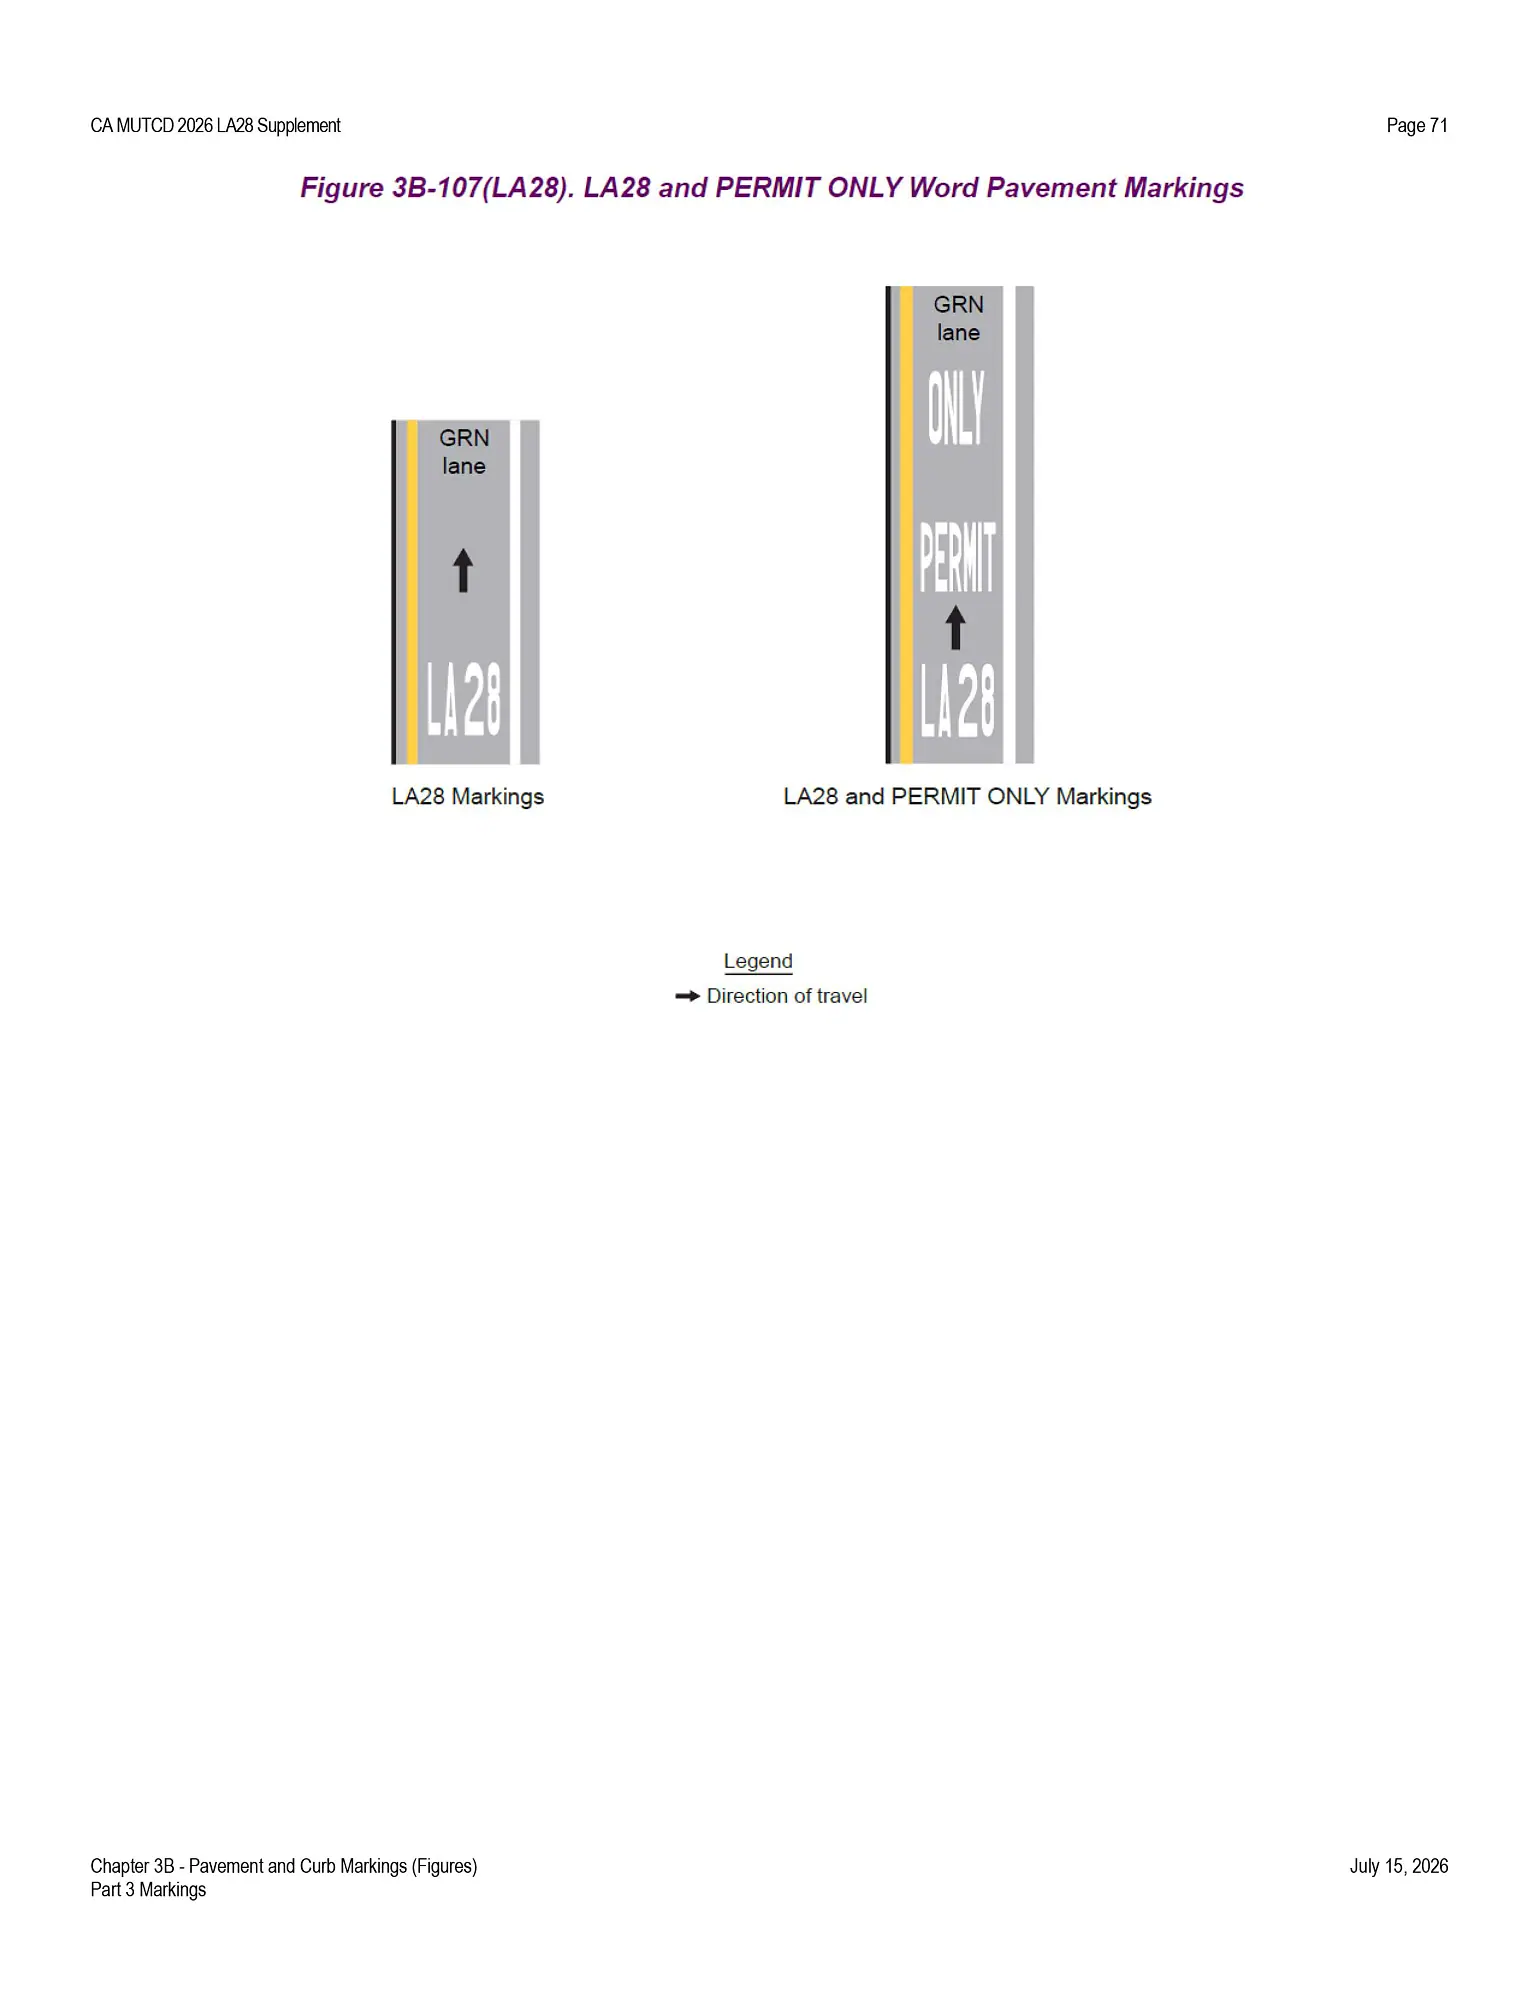 CA MUTCD 2026 LA28 Supplement
Page 71
Figure 3B-107(LA28). LA28 and PERMIT ONLY Word Pavement Markings
GRN
lane
LA28
LA28 Markings
GRN
lane
ONLY
PERMIT
LA28
LA28 and PERMIT ONLY Markings
Legend
Direction of travel
Chapter 3B - Pavement and Curb Markings (Figures)
July 15, 2026
Part 3 Markings